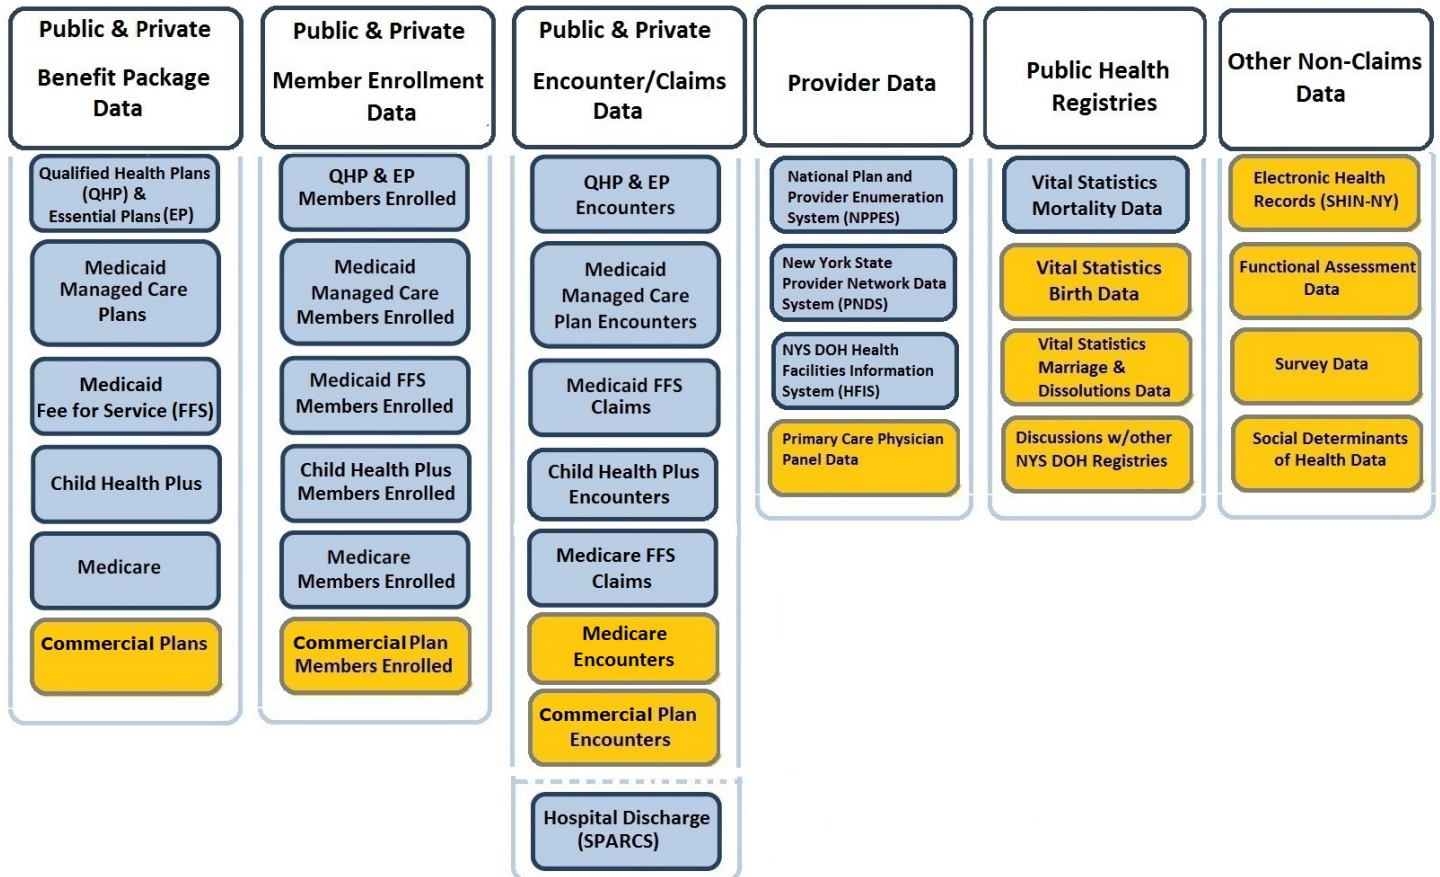 Public & Private
Benefit Package
Data
Qualified Health Plans
(QHP) &
Essential Plans (EP)
Medicaid
Managed Care
Plans
Medicaid
Fee for Service (FFS)
Child Health Plus
Medicare
Commercial Plans
Public & Private
Member Enrollment
Data
QHP & EP
Members Enrolled
Medicaid
Managed Care
Members Enrolled
Medicaid FFS
Members Enrolled
Child Health Plus
Members Enrolled
Medicare
Members Enrolled
Commercial Plan
Members Enrolled
Public & Private
Encounter/Claims
Data
QHP & EP
Encounters
Medicaid
Managed Care
Plan Encounters
Medicaid FFS
Claims
Child Health Plus
Encounters
Medicare FFS
Claims
Medicare
Encounters
Commercial Plan
Encounters
Hospital Discharge
(SPARCS)
Provider Data
National Plan and
Provider Enumeration
System (NPPES)
New York State
Provider Network Data
System (PNDS)
NYS DOH Health
Facilities Information
System (HFIS)
Primary Care Physician
Panel Data
Public Health
Registries
Vital Statistics
Mortality Data
Vital Statistics
Birth Data
Vital Statistics
Marriage &
Dissolutions Data
Discussions w/other
NYS DOH Registries
Other Non-Claims
Data
Electronic Health
Records (SHIN-NY)
Functional Assessment
Data
Survey Data
Social Determinants
of Health Data